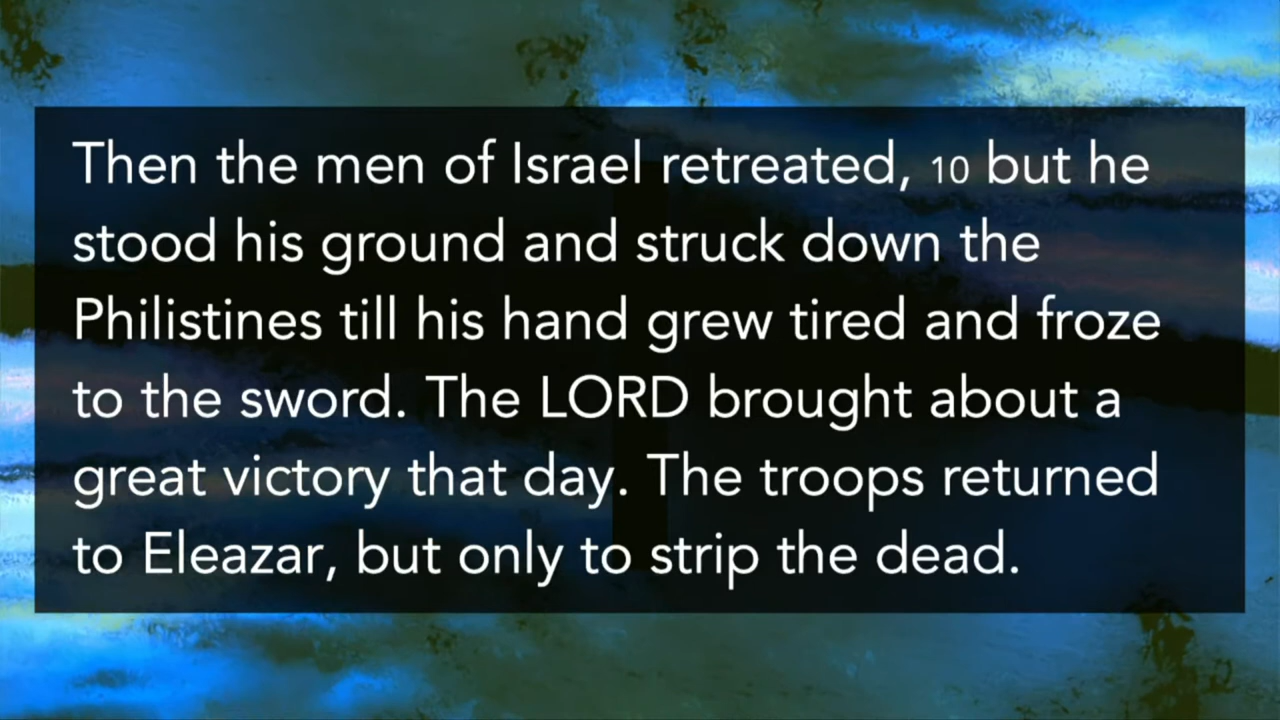 Then the men of Israel retreated, 10 but he
stood his ground and struck down the
Philistines till his hand grew tired and froze
to the sword. The LORD brought about a
great victory that day. The troops returned
to Eleazar, but only to strip the dead.